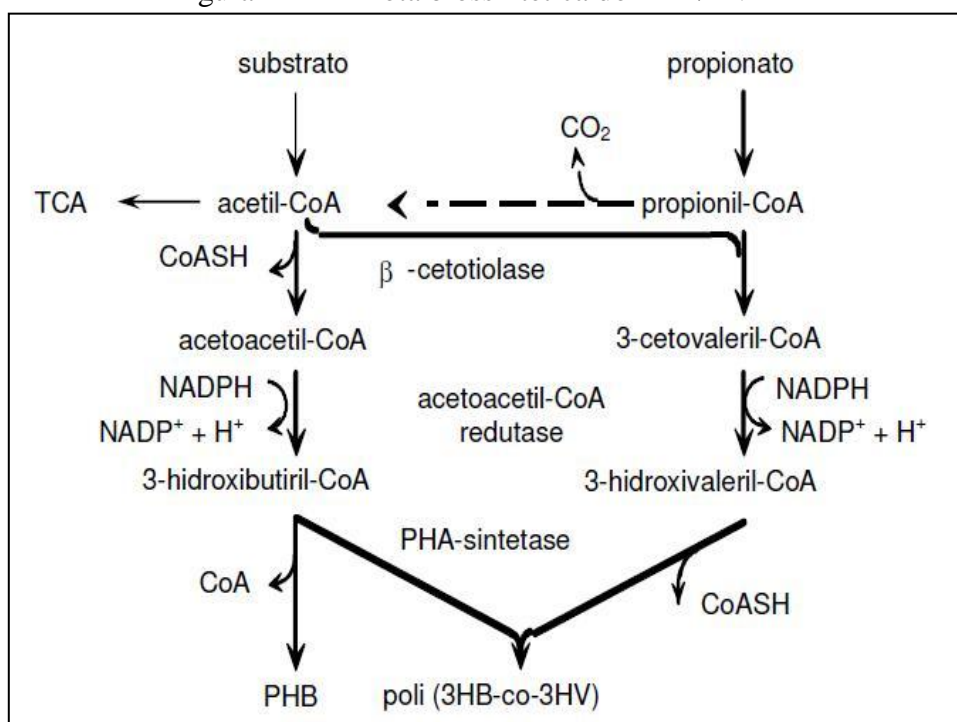 substrato propionato
CO₂
TCA acetil-CoA propionil-CoA
CoASH β -cetotiolase
acetoacetil-CoA 3-cetovaleril-CoA
NADPH acetoacetil-CoA NADPH
NADP⁺ + H⁺ redutase NADP⁺ + H⁺
3-hidroxibutiril-CoA 3-hidroxivaleril-CoA
PHA-sintetase
CoA CoASH
PHB poli (3HB-co-3HV)